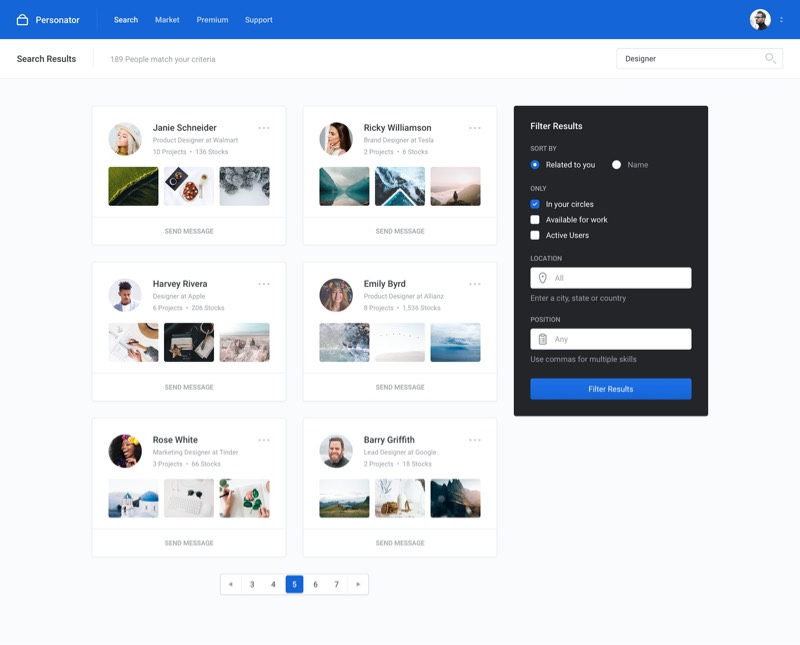 Personator Search Market Premium Support
Search Results 189 People match your criteria Designer
Janie Schneider
Product Designer at Walmart
10 Projects • 136 Stocks
SEND MESSAGE
Ricky Williamson
Brand Designer at Tesla
2 Projects • 6 Stocks
SEND MESSAGE
Harvey Rivera
Designer at Apple
6 Projects • 206 Stocks
SEND MESSAGE
Emily Byrd
Product Designer at Allianz
8 Projects • 1,536 Stocks
SEND MESSAGE
Rose White
Marketing Designer at Tinder
3 Projects • 66 Stocks
SEND MESSAGE
Barry Griffith
Lead Designer at Google
2 Projects • 18 Stocks
SEND MESSAGE
« 3 4 5 6 7 »
Filter Results
SORT BY
Related to you Name
ONLY
In your circles
Available for work
Active Users
LOCATION
All
Enter a city, state or country
POSITION
Any
Use commas for multiple skills
Filter Results